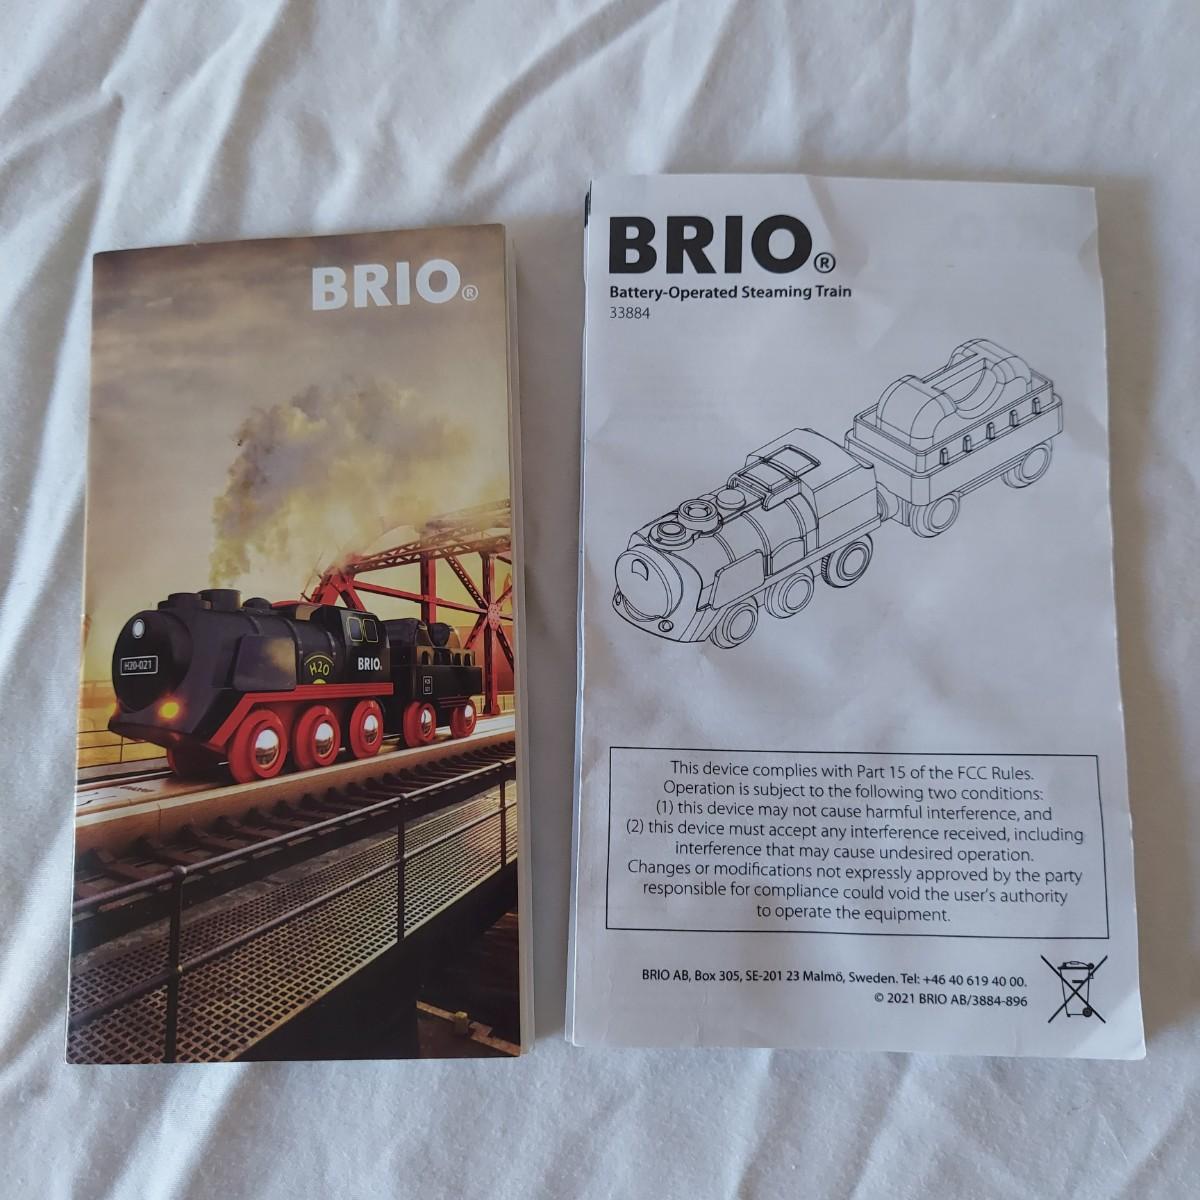 BRIO®
H20-021
H2O
BRIO.
BRIO®
Battery-Operated Steaming Train
33884
This device complies with Part 15 of the FCC Rules.
Operation is subject to the following two conditions:
(1) this device may not cause harmful interference, and
(2) this device must accept any interference received, including
interference that may cause undesired operation.
Changes or modifications not expressly approved by the party
responsible for compliance could void the user's authority
to operate the equipment.
BRIO AB, Box 305, SE-201 23 Malmö, Sweden. Tel: +46 40 619 40 00.
© 2021 BRIO AB/3884-896